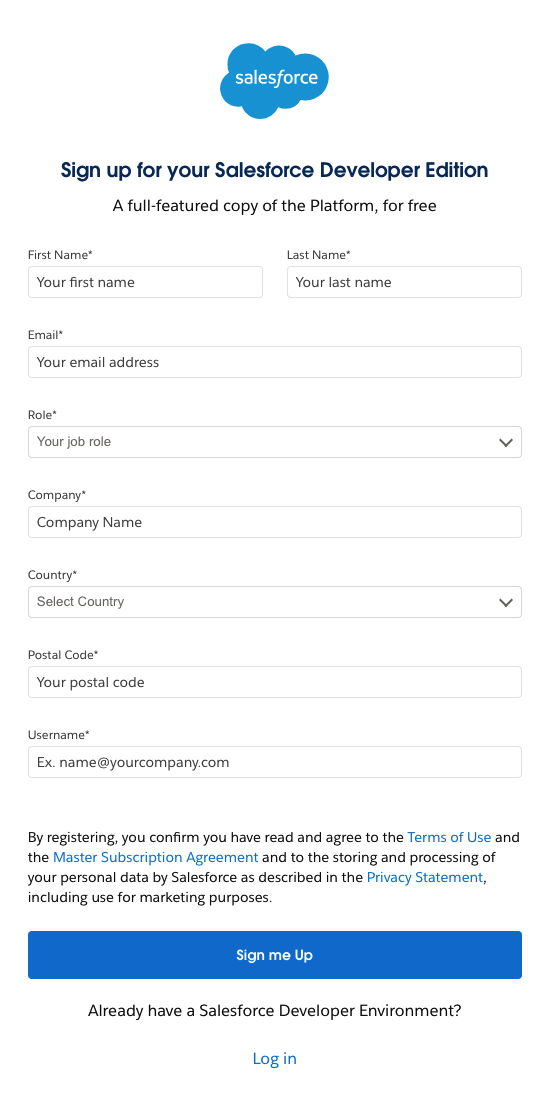 salesforce
Sign up for your Salesforce Developer Edition
A full-featured copy of the Platform, for free
First Name* Last Name*
Your first name Your last name
Email*
Your email address
Role*
Your job role
Company*
Company Name
Country*
Select Country
Postal Code*
Your postal code
Username*
Ex. name@yourcompany.com
By registering, you confirm you have read and agree to the Terms of Use and
the Master Subscription Agreement and to the storing and processing of
your personal data by Salesforce as described in the Privacy Statement,
including use for marketing purposes.
Sign me Up
Already have a Salesforce Developer Environment?
Log in